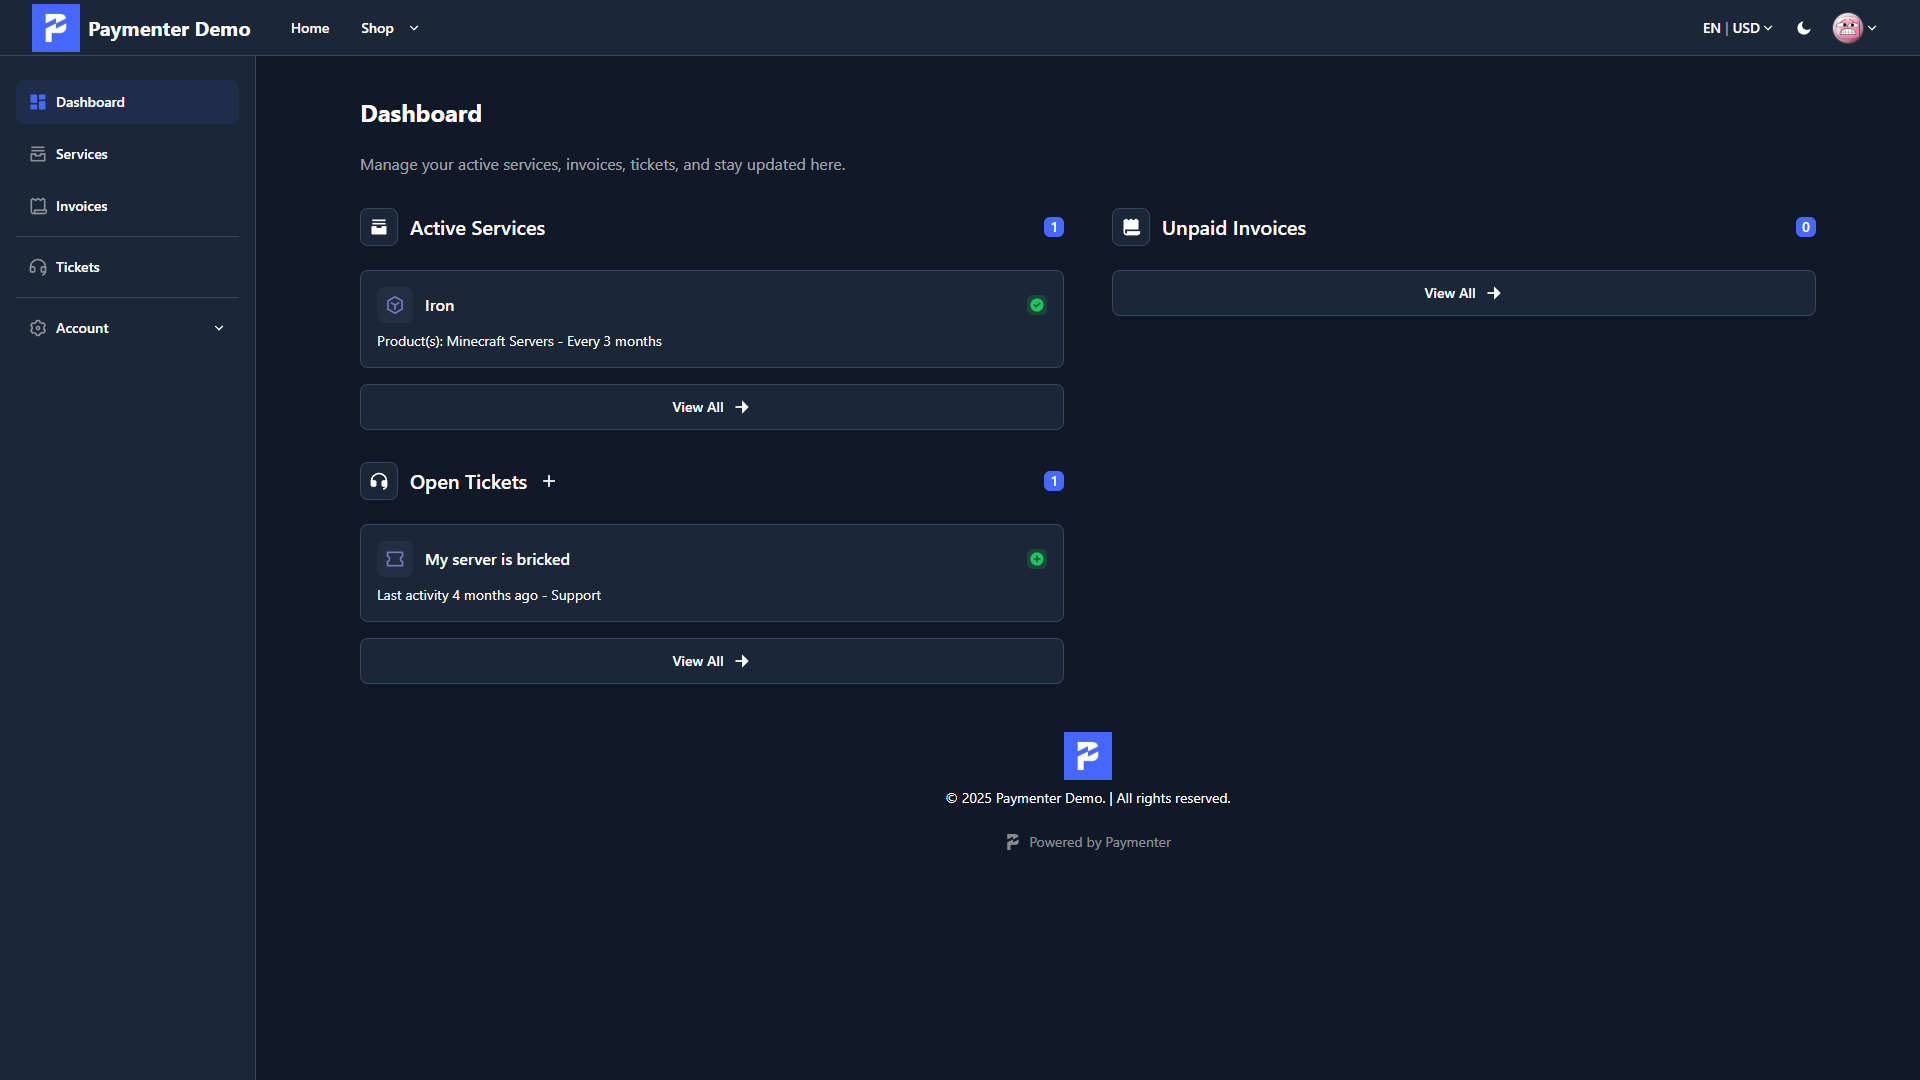 Paymenter Demo
Home
Shop
EN | USD
Dashboard
Services
Invoices
Tickets
Account
Dashboard
Manage your active services, invoices, tickets, and stay updated here.
Active Services
1
Iron
Product(s): Minecraft Servers - Every 3 months
View All
Open Tickets
1
My server is bricked
Last activity 4 months ago - Support
View All
Unpaid Invoices
0
View All
© 2025 Paymenter Demo. | All rights reserved.
Powered by Paymenter